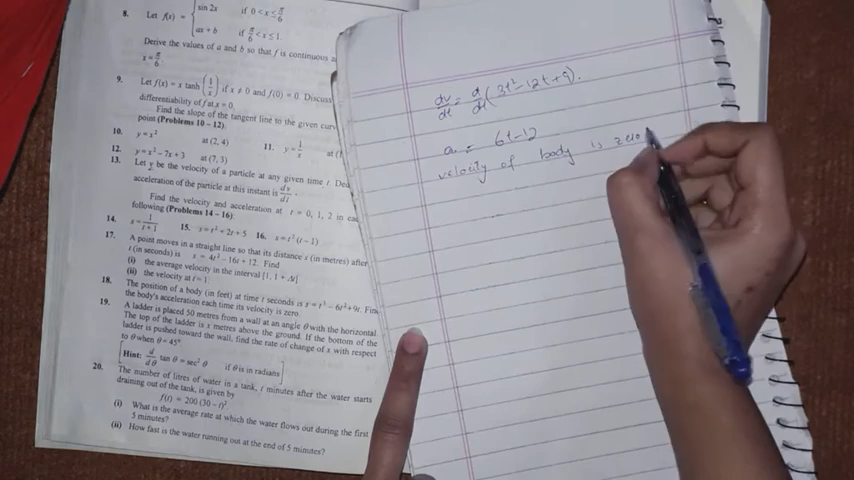 8. Let f(x) = { sin 2x if 0 < x ≤ π/6
ax + b if π/6 < x ≤ 1.
Derive the values of a and b so that f is continuous
x = π/6.
9. Let f(x) = x tanh (1/x) if x ≠ 0 and f(0) = 0. Discuss
differentiability of f at x = 0.
Find the slope of the tangent line to the given
point (Problems 10 – 12)
10. y = x² at (2, 4) 11. y = 1/x at
12. y = x² – 7x + 3 at (7, 3)
13. Let v be the velocity of a particle at any given time t.
acceleration of the particle at this instant is dv/dt.
Find the velocity and acceleration at t = 0, 1, 2 in
following (Problems 14 – 16):
14. s = 1/(t + 1) 15. s = t² + 2t + 5 16. s = t² (t – 1)
17. A point moves in a straight line so that its distance s (in metres) after
t (in seconds) is s = 4t² – 16t + 12. Find
(i) the average velocity in the interval [1, 1 + Δt]
(ii) the velocity at t = 1.
18. The position of a body (in feet) at time t seconds is s = t³ – 6t² + 9t.
the body's acceleration each time its velocity is zero.
19. A ladder is placed 50 metres from a wall at an angle θ with the horizontal.
The top of the ladder is x metres above the ground. If the bottom of the
ladder is pushed toward the wall, find the rate of change of x with respect
to θ when θ = 45°.
[Hint: d/dθ tan θ = sec² θ if θ is in radians]
20. The number of litres of water in a tank, t minutes after the water starts
draining out of the tank, is given by
f(t) = 200 (30 – t)².
(i) What is the average rate at which the water flows out during the first
5 minutes?
(ii) How fast is the water running out at the end of 5 minutes?
dv/dt = d/dt (3t² – 12t + 9).
a = 6t – 12
velocity of body is zero